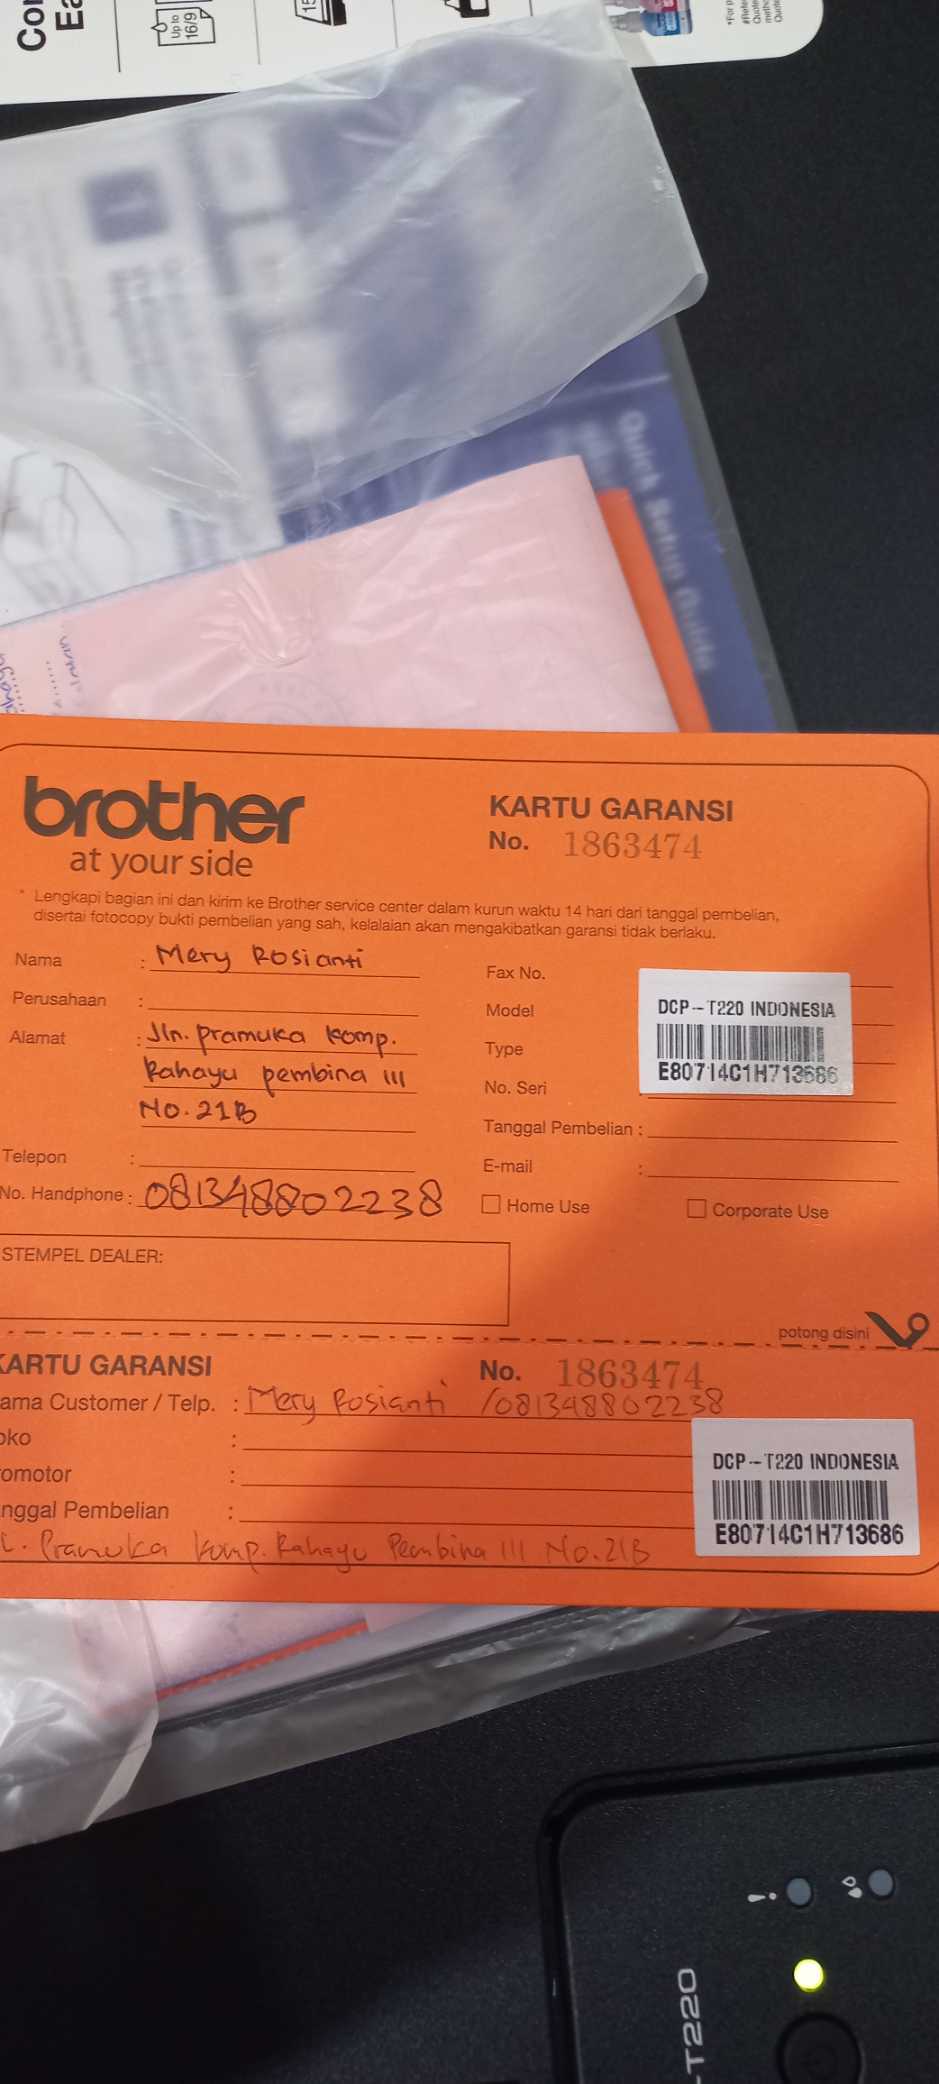 Up to
16/9
Quick Setup Guide
brother
at your side
KARTU GARANSI
No. 1863474
* Lengkapi bagian ini dan kirim ke Brother service center dalam kurun waktu 14 hari dari tanggal pembelian,
disertai fotocopy bukti pembelian yang sah, kelalaian akan mengakibatkan garansi tidak berlaku.
Nama : Mery Rosianti
Perusahaan :
Alamat : Jln. pramuka komp.
Rahayu pembina III
No. 21B
Telepon :
No. Handphone : 081348802238
Fax No.
Model
Type
No. Seri
DCP-T220 INDONESIA
E80714C1H713686
Tanggal Pembelian :
E-mail :
Home Use Corporate Use
STEMPEL DEALER:
potong disini
KARTU GARANSI
No. 1863474
ama Customer / Telp. : Mery Rosianti /081348802238
oko :
omotor :
nggal Pembelian :
L. Pramuka Komp. Rahayu Pembina III No. 21B
DCP-T220 INDONESIA
E80714C1H713686
-T220